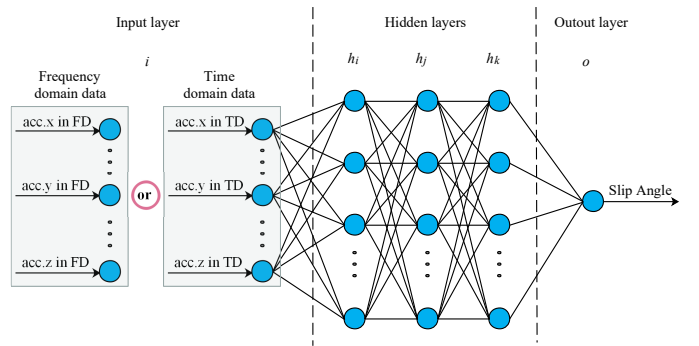 Input layer
Hidden layers
Outout layer
i
hi
hj
hk
o
Frequency
domain data
Time
domain data
acc.x in FD
acc.x in TD
acc.y in FD
or
acc.y in TD
Slip Angle
acc.z in FD
acc.z in TD